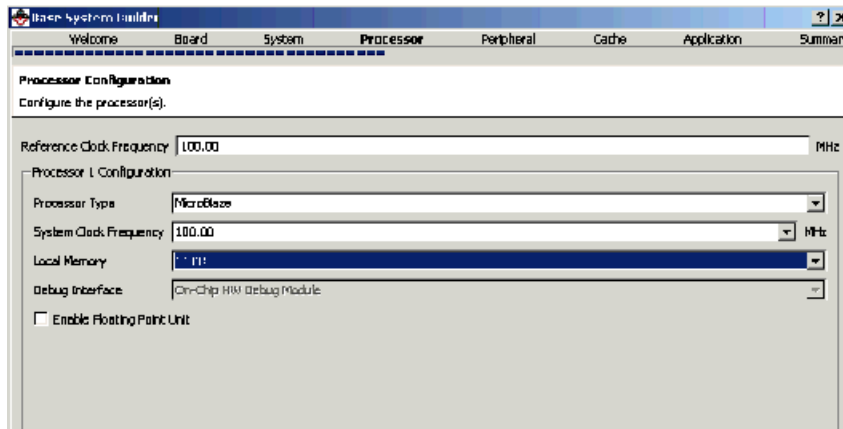 Base System Builder
Welcome Board System Processor Peripheral Cache Application Summar
Processor Configuration
Configure the processor(s).
Reference Clock Frequency 100.00 MHz
Processor 1 Configuration
Processor Type MicroBlaze
System Clock Frequency 100.00 MHz
Local Memory
Debug Interface On-Chip HW Debug Module
Enable Floating Point Unit